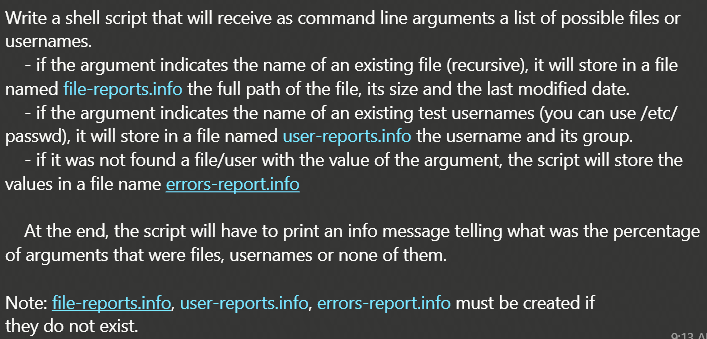 Write a shell script that will receive as command line arguments a list of possible files or
usernames.
- if the argument indicates the name of an existing file (recursive), it will store in a file
named file-reports.info the full path of the file, its size and the last modified date.
- if the argument indicates the name of an existing test usernames (you can use /etc/
passwd), it will store in a file named user-reports.info the username and its group.
- if it was not found a file/user with the value of the argument, the script will store the
values in a file name errors-report.info
At the end, the script will have to print an info message telling what was the percentage
of arguments that were files, usernames or none of them.
Note: file-reports.info, user-reports.info, errors-report.info must be created if
they do not exist.